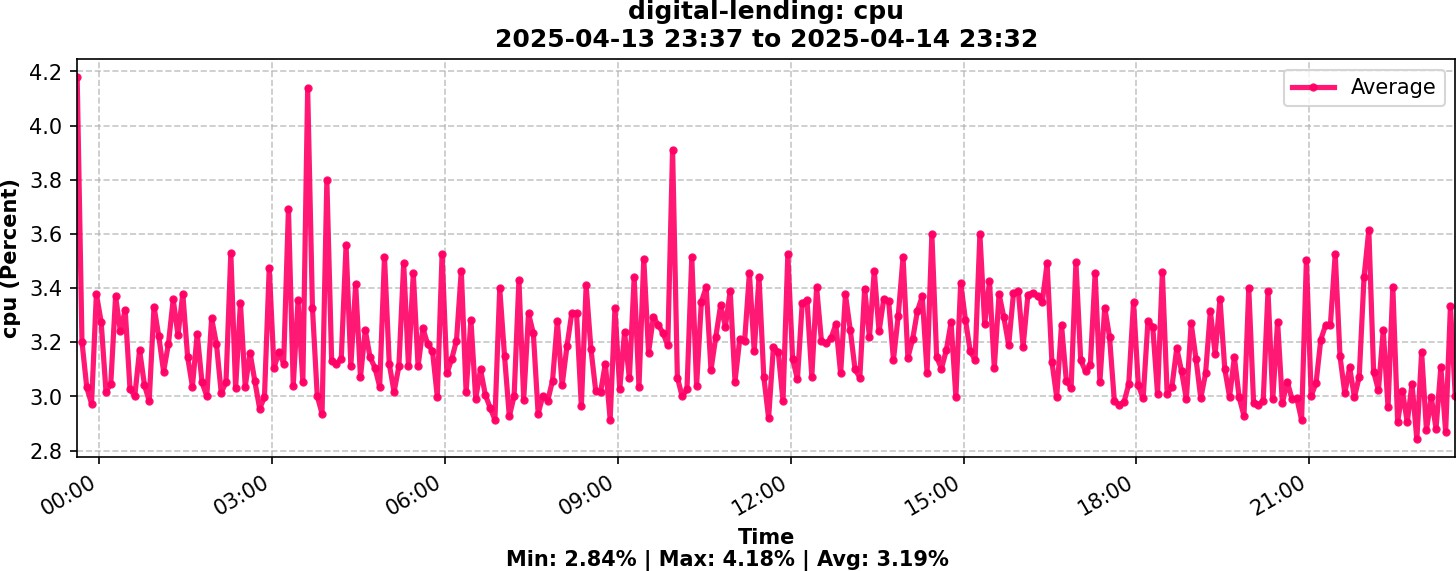 digital-lending: cpu
2025-04-13 23:37 to 2025-04-14 23:32
4.2
4.0
3.8
3.6
3.4
3.2
3.0
2.8
cpu (Percent)
Average
00:00
03:00
06:00
09:00
12:00
15:00
18:00
21:00
Time
Min: 2.84% | Max: 4.18% | Avg: 3.19%